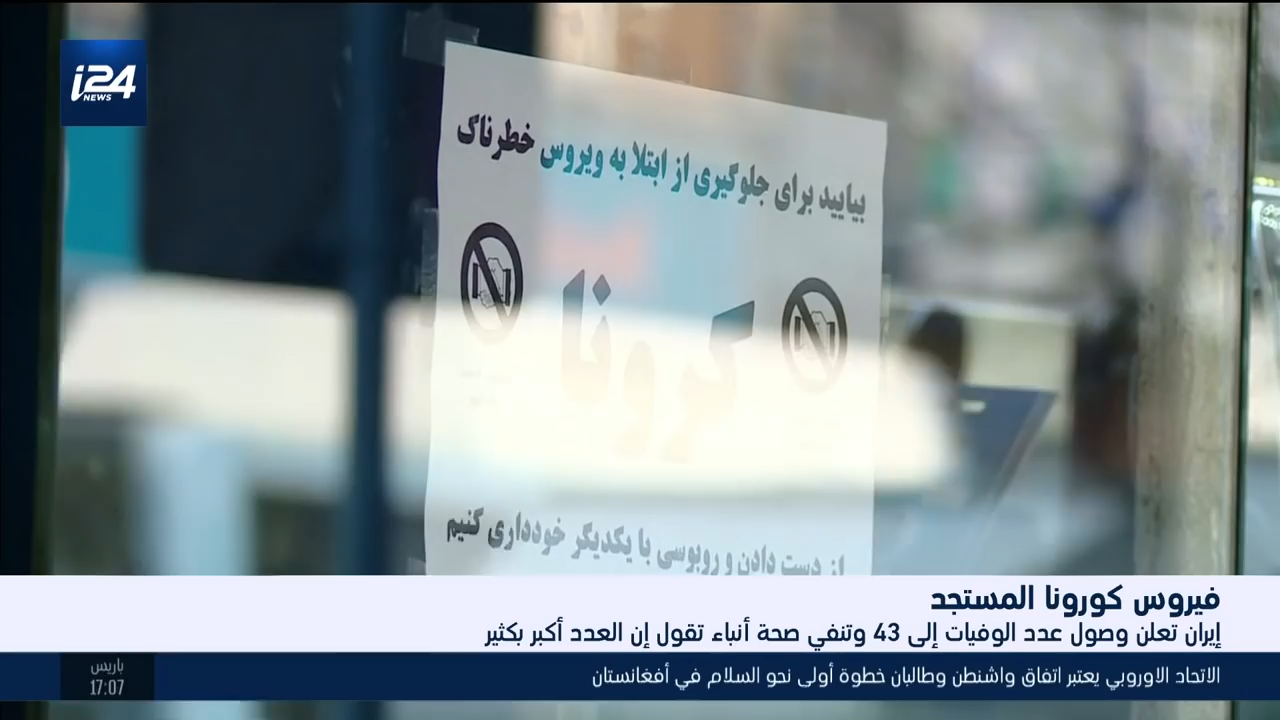 i24
NEWS
بیایید برای جلوگیری از ابتلا به ویروس خطرناک
کرونا
از دست دادن و روبوسی با یکدیگر خودداری کنیم
فيروس كورونا المستجد
إيران تعلن وصول عدد الوفيات إلى 43 وتنفي صحة أنباء تقول إن العدد أكبر بكثير
الاتحاد الاوروبي يعتبر اتفاق واشنطن وطالبان خطوة أولى نحو السلام في أفغانستان
باريس
17:07